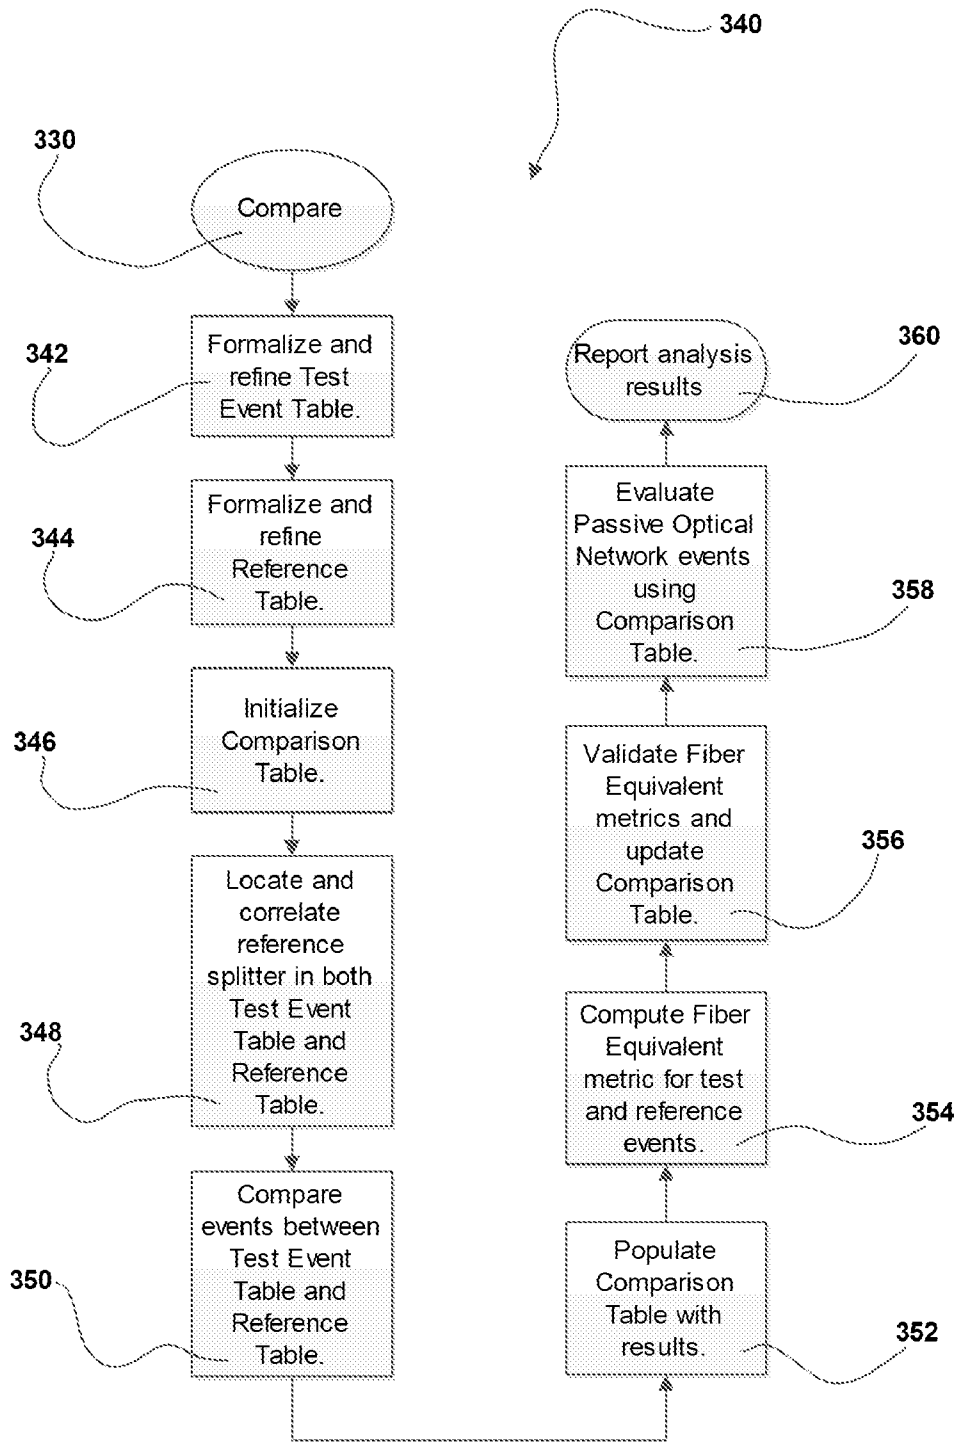 340
330
Compare
342
Formalize and
refine Test
Event Table.
344
Formalize and
refine
Reference
Table.
346
Initialize
Comparison
Table.
348
Locate and
correlate
reference
splitter in both
Test Event
Table and
Reference
Table.
350
Compare
events between
Test Event
Table and
Reference
Table.
Report analysis
results
360
Evaluate
Passive Optical
Network events
using
Comparison
Table.
358
Validate Fiber
Equivalent
metrics and
update
Comparison
Table.
356
Compute Fiber
Equivalent
metric for test
and reference
events.
354
Populate
Comparison
Table with
results.
352